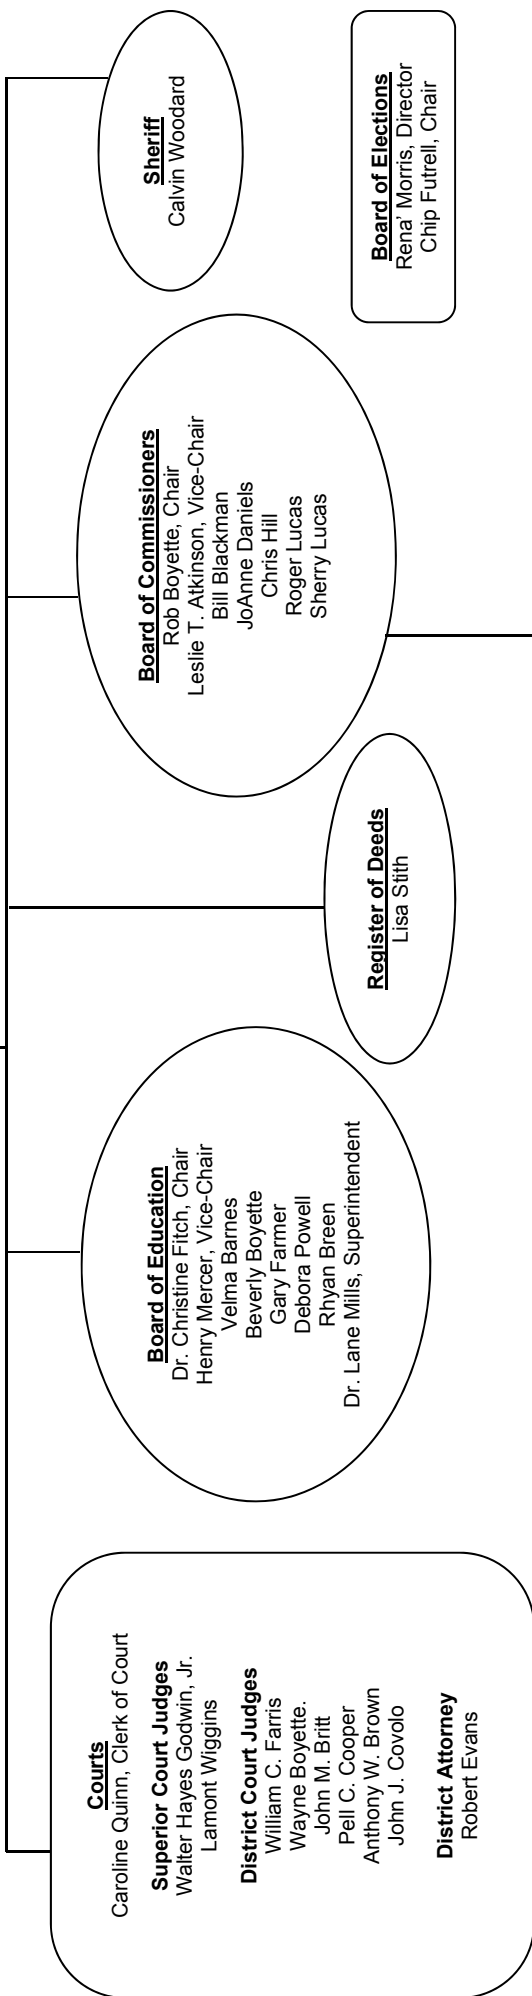 Courts
Caroline Quinn, Clerk of Court
Superior Court Judges
Walter Hayes Godwin, Jr.
Lamont Wiggins
District Court Judges
William C. Farris
Wayne Boyette.
John M. Britt
Pell C. Cooper
Anthony W. Brown
John J. Covolo
District Attorney
Robert Evans
Board of Education
Dr. Christine Fitch, Chair
Henry Mercer, Vice-Chair
Velma Barnes
Beverly Boyette
Gary Farmer
Debora Powell
Rhyan Breen
Dr. Lane Mills, Superintendent
Register of Deeds
Lisa Stith
Board of Commissioners
Rob Boyette, Chair
Leslie T. Atkinson, Vice-Chair
Bill Blackman
JoAnne Daniels
Chris Hill
Roger Lucas
Sherry Lucas
Sheriff
Calvin Woodard
Board of Elections
Rena' Morris, Director
Chip Futrell, Chair